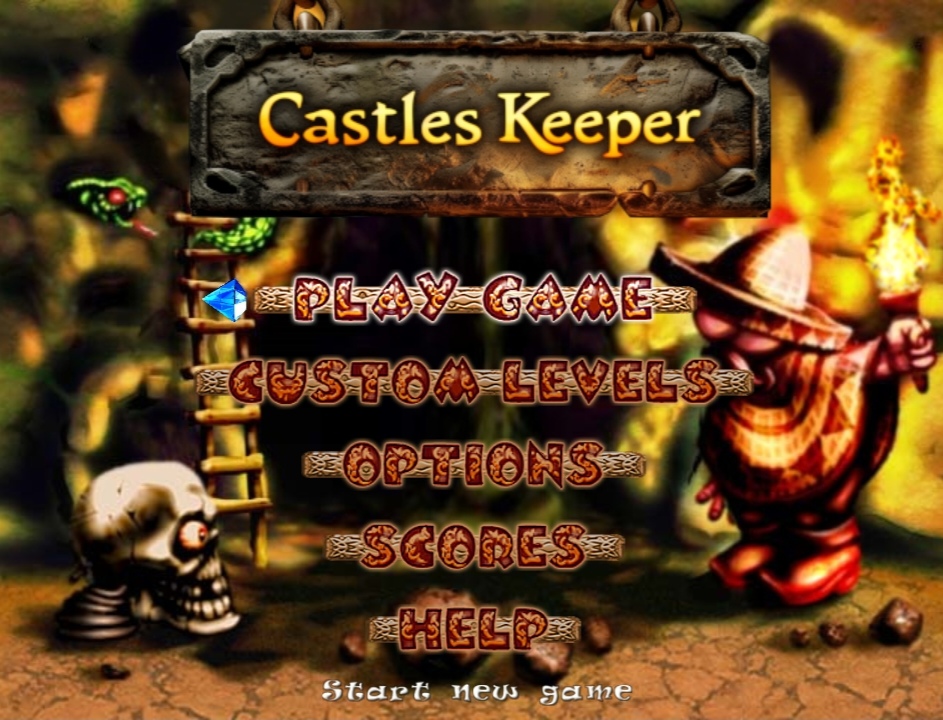 Castles Keeper
PLAY GAME
CUSTOM LEVELS
OPTIONS
SCORES
HELP
Start new game